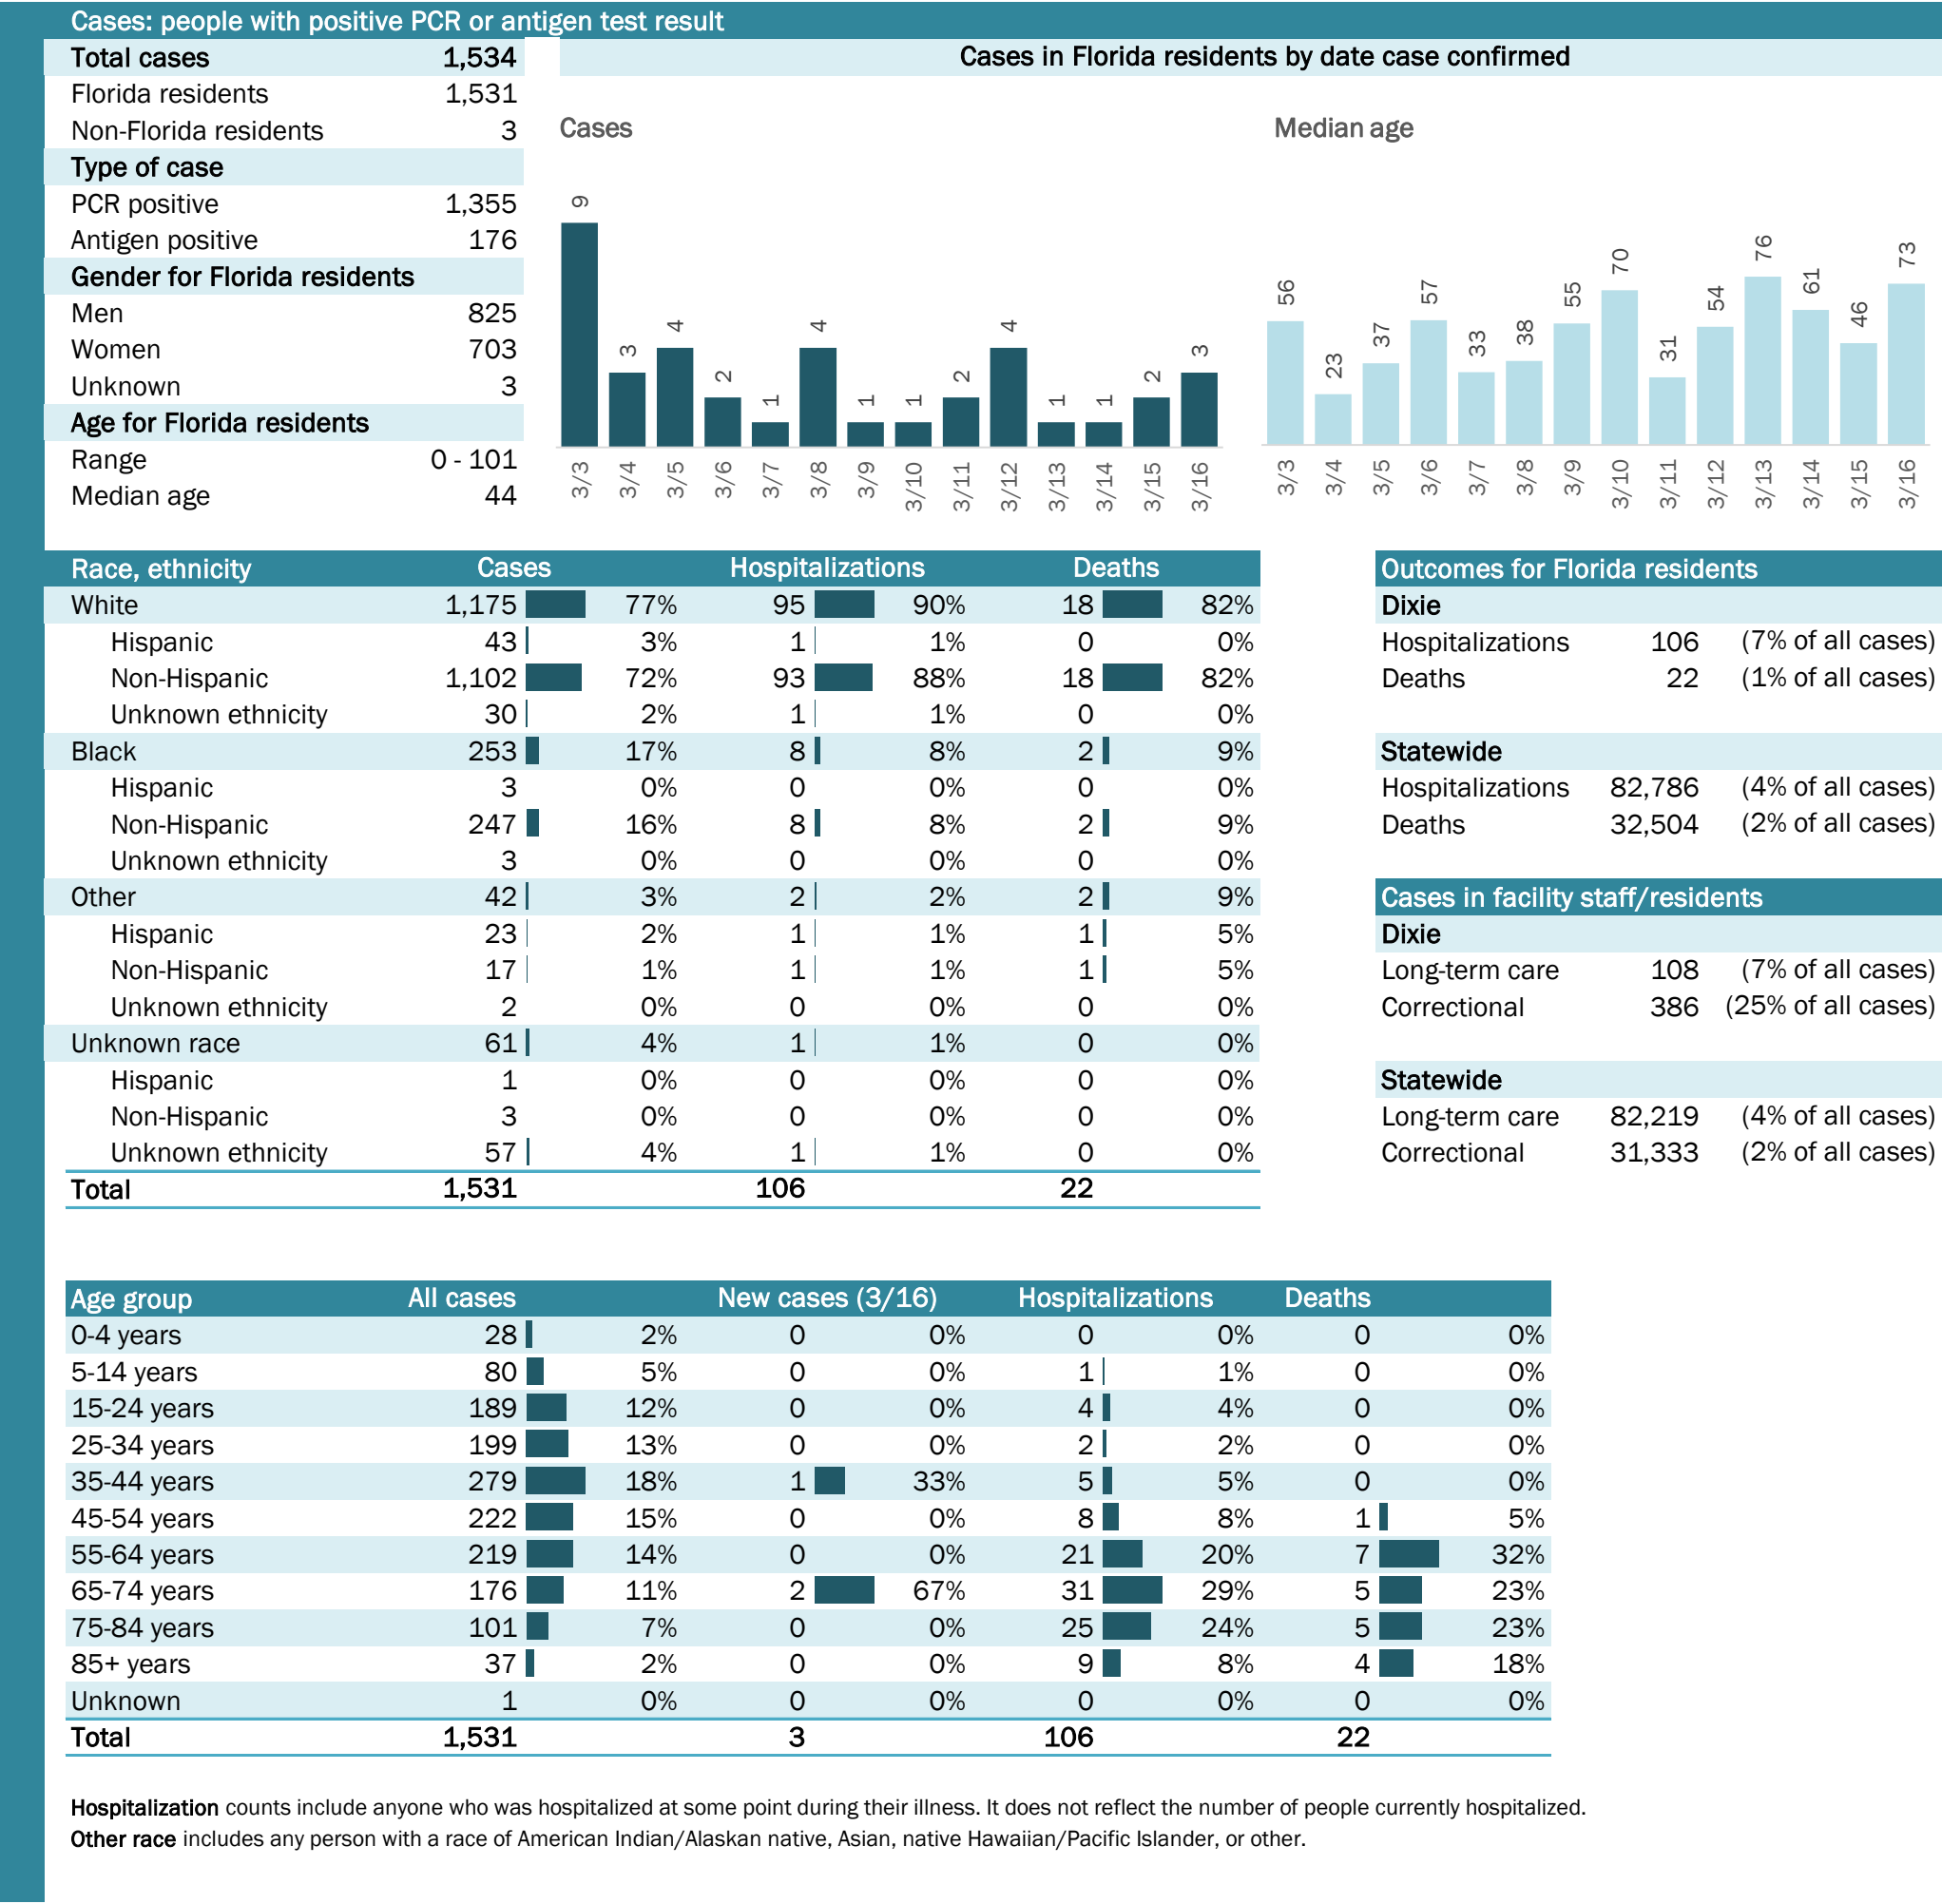 Cases: people with positive PCR or antigen test result
Total cases 1,534
Florida residents 1,531
Non-Florida residents 3
Type of case
PCR positive 1,355
Antigen positive 176
Gender for Florida residents
Men 825
Women 703
Unknown 3
Age for Florida residents
Range 0 - 101
Median age 44
Cases in Florida residents by date case confirmed
Cases
9 3 4 2 1 4 1 1 2 4 1 1 2 3
3/3 3/4 3/5 3/6 3/7 3/8 3/9 3/10 3/11 3/12 3/13 3/14 3/15 3/16
Median age
56 23 37 57 33 38 55 70 31 54 76 61 46 73
3/3 3/4 3/5 3/6 3/7 3/8 3/9 3/10 3/11 3/12 3/13 3/14 3/15 3/16
Race, ethnicity Cases Hospitalizations Deaths
White 1,175 77% 95 90% 18 82%
Hispanic 43 3% 1 1% 0 0%
Non-Hispanic 1,102 72% 93 88% 18 82%
Unknown ethnicity 30 2% 1 1% 0 0%
Black 253 17% 8 8% 2 9%
Hispanic 3 0% 0 0% 0 0%
Non-Hispanic 247 16% 8 8% 2 9%
Unknown ethnicity 3 0% 0 0% 0 0%
Other 42 3% 2 2% 2 9%
Hispanic 23 2% 1 1% 1 5%
Non-Hispanic 17 1% 1 1% 1 5%
Unknown ethnicity 2 0% 0 0% 0 0%
Unknown race 61 4% 1 1% 0 0%
Hispanic 1 0% 0 0% 0 0%
Non-Hispanic 3 0% 0 0% 0 0%
Unknown ethnicity 57 4% 1 1% 0 0%
Total 1,531 106 22
Outcomes for Florida residents
Dixie
Hospitalizations 106 (7% of all cases)
Deaths 22 (1% of all cases)
Statewide
Hospitalizations 82,786 (4% of all cases)
Deaths 32,504 (2% of all cases)
Cases in facility staff/residents
Dixie
Long-term care 108 (7% of all cases)
Correctional 386 (25% of all cases)
Statewide
Long-term care 82,219 (4% of all cases)
Correctional 31,333 (2% of all cases)
Age group All cases New cases (3/16) Hospitalizations Deaths
0-4 years 28 2% 0 0% 0 0% 0 0%
5-14 years 80 5% 0 0% 1 1% 0 0%
15-24 years 189 12% 0 0% 4 4% 0 0%
25-34 years 199 13% 0 0% 2 2% 0 0%
35-44 years 279 18% 1 33% 5 5% 0 0%
45-54 years 222 15% 0 0% 8 8% 1 5%
55-64 years 219 14% 0 0% 21 20% 7 32%
65-74 years 176 11% 2 67% 31 29% 5 23%
75-84 years 101 7% 0 0% 25 24% 5 23%
85+ years 37 2% 0 0% 9 8% 4 18%
Unknown 1 0% 0 0% 0 0% 0 0%
Total 1,531 3 106 22
Hospitalization counts include anyone who was hospitalized at some point during their illness. It does not reflect the number of people currently hospitalized.
Other race includes any person with a race of American Indian/Alaskan native, Asian, native Hawaiian/Pacific Islander, or other.